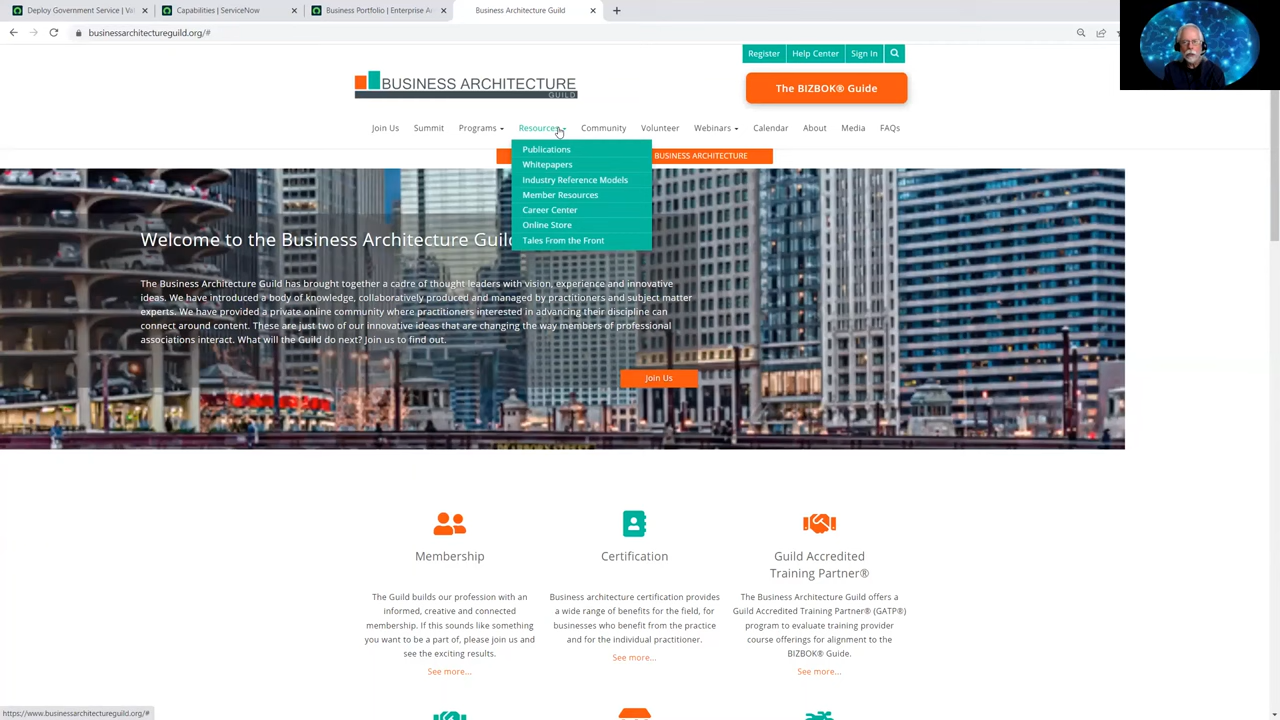 Deploy Government Service | Va
Capabilities | ServiceNow
Business Portfolio | Enterprise Ar
Business Architecture Guild
businessarchitectureguild.org/#
Register
Help Center
Sign In
BUSINESS ARCHITECTURE
GUILD
The BIZBOK® Guide
Join Us
Summit
Programs
Resources
Community
Volunteer
Webinars
Calendar
About
Media
FAQs
Publications
Whitepapers
Industry Reference Models
Member Resources
Career Center
Online Store
Tales From the Front
BUSINESS ARCHITECTURE
Welcome to the Business Architecture Guild
The Business Architecture Guild has brought together a cadre of thought leaders with vision, experience and innovative
ideas. We have introduced a body of knowledge, collaboratively produced and managed by practitioners and subject matter
experts. We have provided a private online community where practitioners interested in advancing their discipline can
connect around content. These are just two of our innovative ideas that are changing the way members of professional
associations interact. What will the Guild do next? Join us to find out.
Join Us
Membership
The Guild builds our profession with an
informed, creative and connected
membership. If this sounds like something
you want to be a part of, please join us and
see the exciting results.
See more...
Certification
Business architecture certification provides
a wide range of benefits for the field, for
businesses who benefit from the practice
and for the individual practitioner.
See more...
Guild Accredited
Training Partner®
The Business Architecture Guild offers a
Guild Accredited Training Partner® (GATP®)
program to evaluate training provider
course offerings for alignment to the
BIZBOK® Guide.
See more...
https://www.businessarchitectureguild.org/#